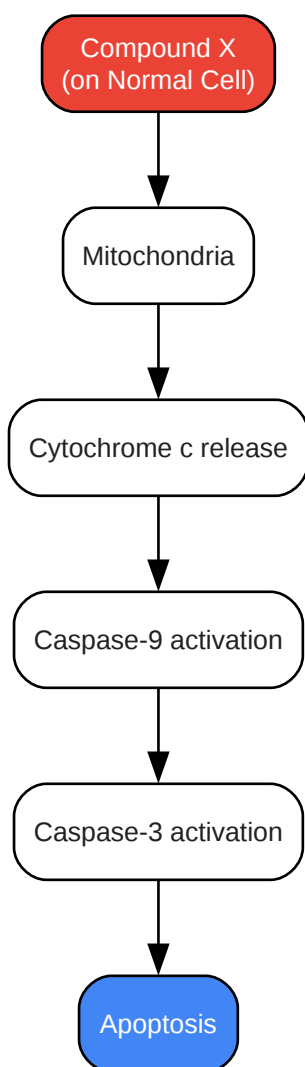 Compound X
(on Normal Cell)
Mitochondria
Cytochrome c release
Caspase-9 activation
Caspase-3 activation
Apoptosis